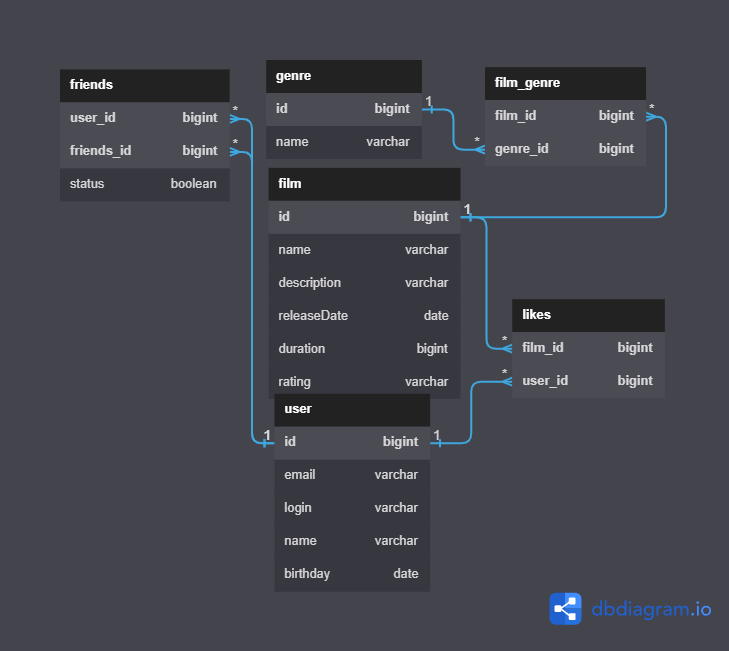 friends
user_id bigint *
friends_id bigint *
status boolean
genre
id bigint 1
name varchar
film_genre
film_id bigint *
* genre_id bigint
film
id bigint 1
name varchar
description varchar
releaseDate date
duration bigint
rating varchar
likes
* film_id bigint
* user_id bigint
user
1 id bigint 1
email varchar
login varchar
name varchar
birthday date
dbdiagram.io